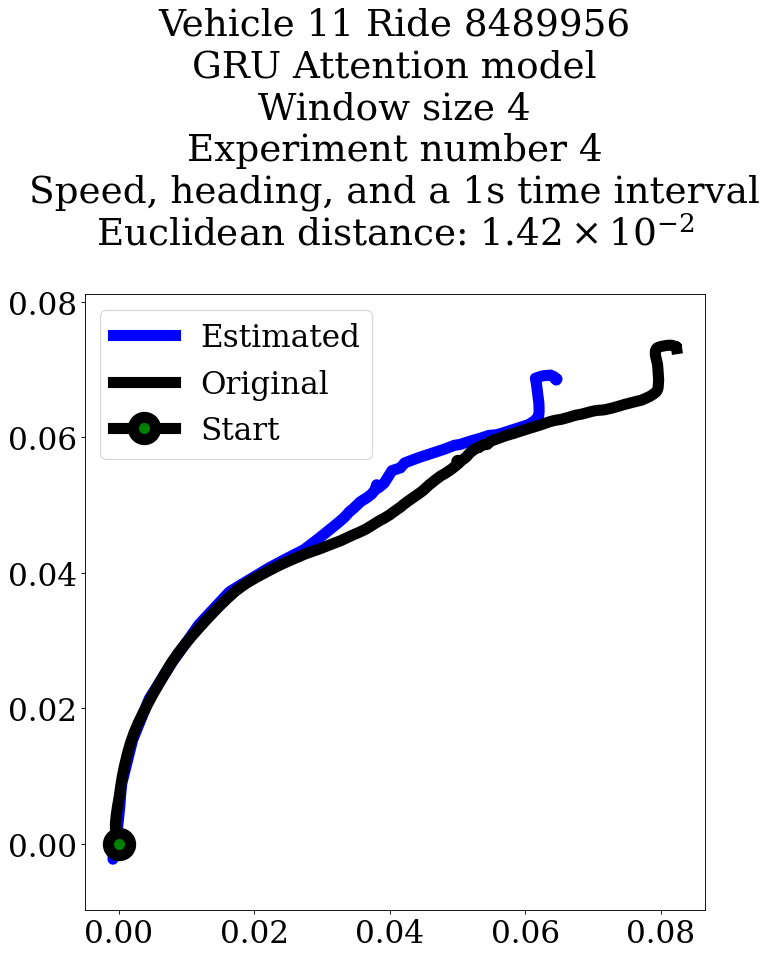 Vehicle 11 Ride 8489956
GRU Attention model
Window size 4
Experiment number 4
Speed, heading, and a 1s time interval
Euclidean distance: 1.42 × 10⁻²
0.08
Estimated
Original
Start
0.06
0.04
0.02
0.00
0.00 0.02 0.04 0.06 0.08